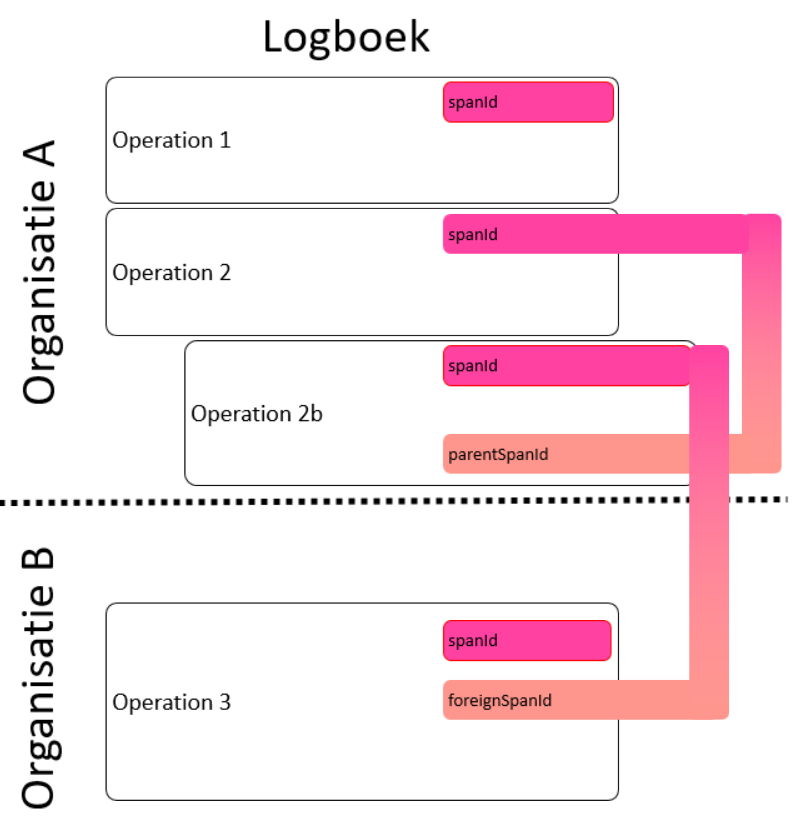 Logboek
Organisatie A
spanId
Operation 1
spanId
Operation 2
spanId
Operation 2b
parentSpanId
Organisatie B
spanId
Operation 3
foreignSpanId